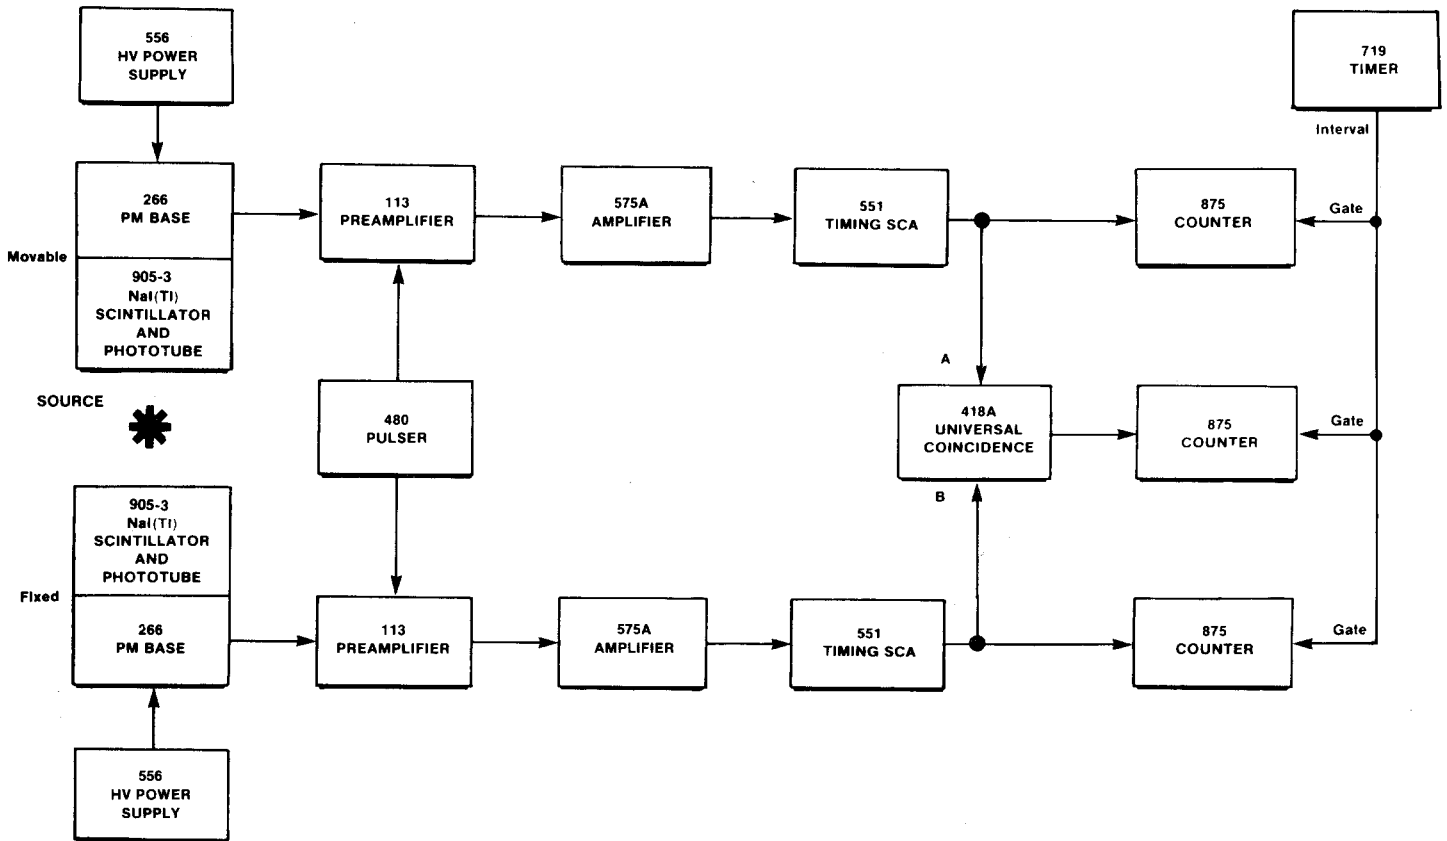 556
HV POWER
SUPPLY
719
TIMER
Interval
266
PM BASE
113
PREAMPLIFIER
575A
AMPLIFIER
551
TIMING SCA
875
COUNTER
Gate
Movable
905-3
NaI(Tl)
SCINTILLATOR
AND
PHOTOTUBE
A
SOURCE
480
PULSER
418A
UNIVERSAL
COINCIDENCE
875
COUNTER
Gate
B
905-3
NaI(Tl)
SCINTILLATOR
AND
PHOTOTUBE
Fixed
266
PM BASE
113
PREAMPLIFIER
575A
AMPLIFIER
551
TIMING SCA
875
COUNTER
Gate
556
HV POWER
SUPPLY